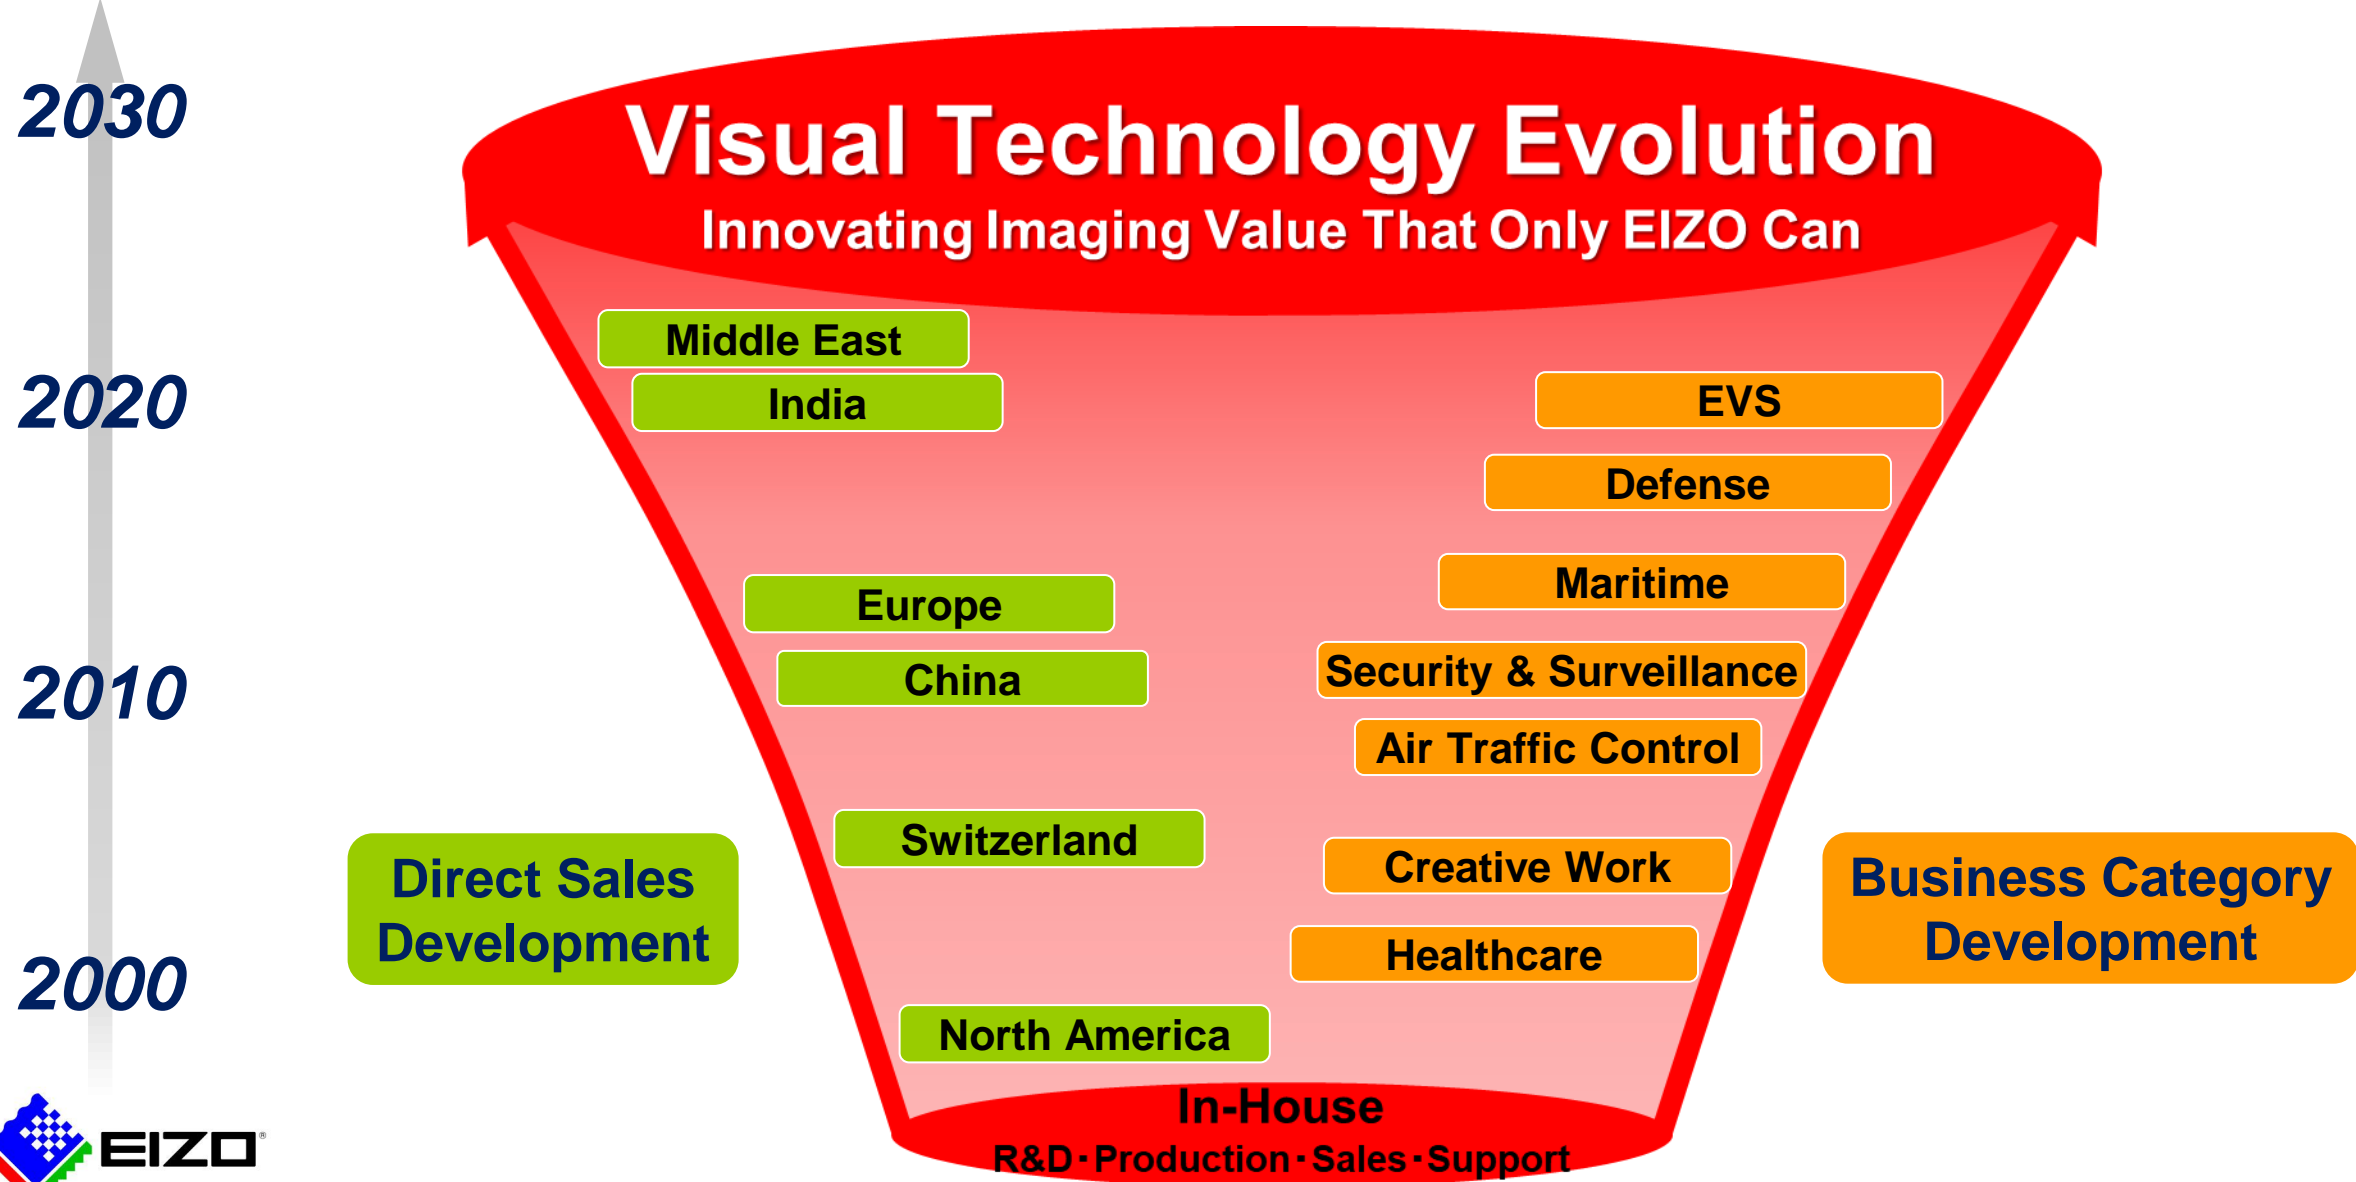 2030
2020
2010
2000
Visual Technology Evolution
Innovating Imaging Value That Only EIZO Can
Middle East
India
Europe
China
Switzerland
North America
EVS
Defense
Maritime
Security & Surveillance
Air Traffic Control
Creative Work
Healthcare
Direct Sales
Development
Business Category
Development
In-House
R&D・Production・Sales・Support
EIZO®